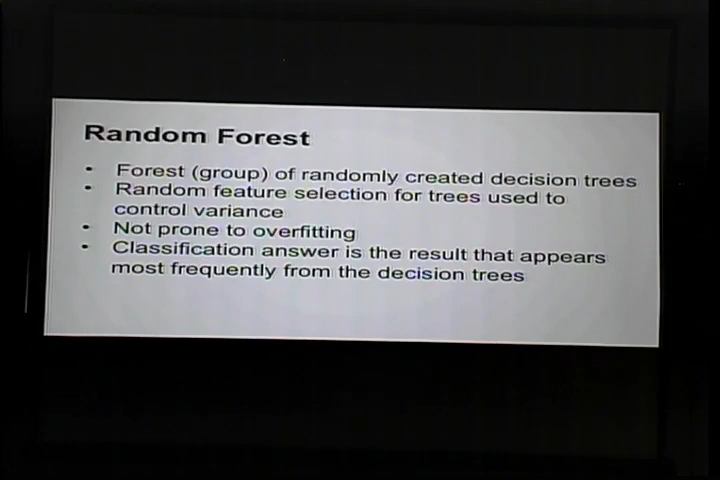 Random Forest
• Forest (group) of randomly created decision trees
• Random feature selection for trees used to
control variance
• Not prone to overfitting
• Classification answer is the result that appears
most frequently from the decision trees